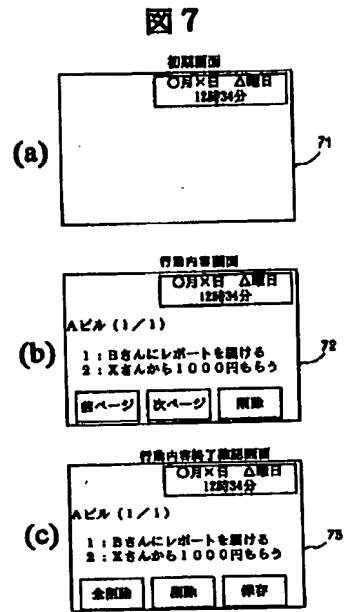 図7
初期画面
○月×日 △曜日
12時34分
(a)
71
行動内容画面
○月×日 △曜日
12時34分
Aビル (1/1)
(b)
1:Bさんにレポートを届ける
2:Xさんから1000円もらう
72
前ページ 次ページ 削除
行動内容終了確認画面
○月×日 △曜日
12時34分
Aビル (1/1)
(c)
1:Bさんにレポートを届ける
2:Xさんから1000円もらう
73
全削除 削除 保存